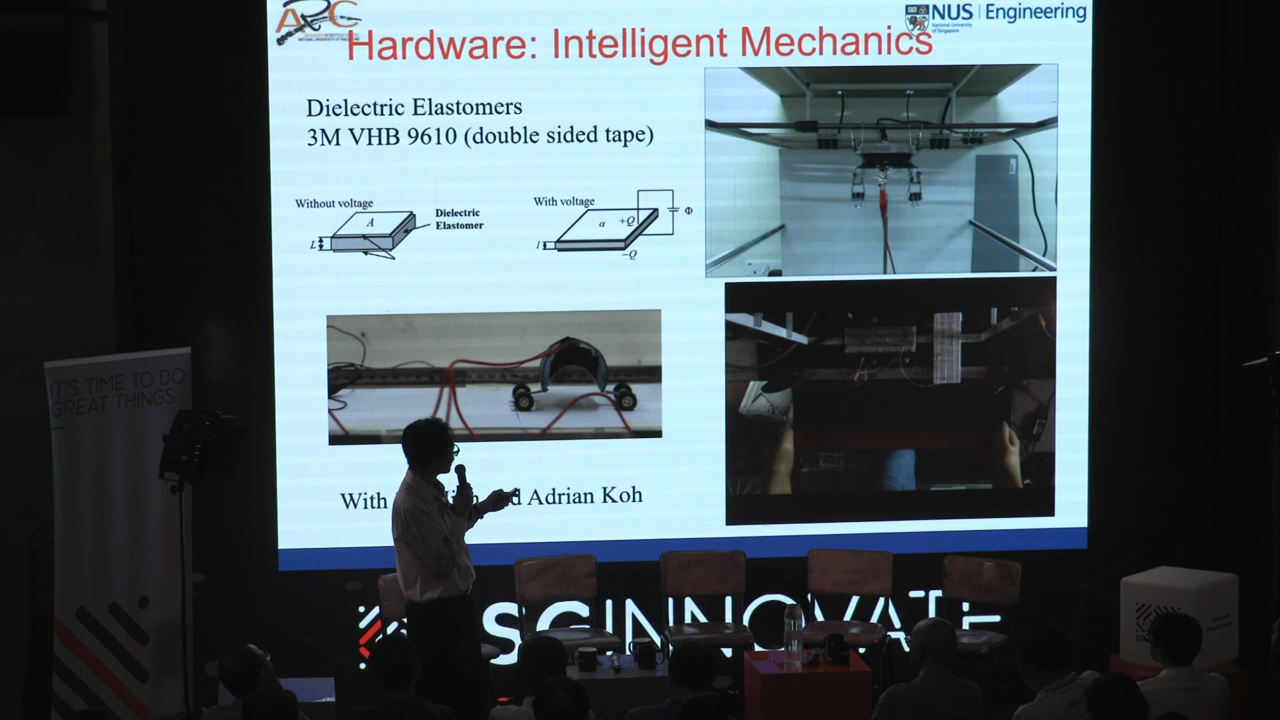 ARC
NUS
National University
of Singapore
Engineering
Hardware: Intelligent Mechanics
Dielectric Elastomers
3M VHB 9610 (double sided tape)
Without voltage
A
L
Dielectric
Elastomer
With voltage
a
+Q
Φ
l
−Q
With
d Adrian Koh
IT'S TIME TO DO
GREAT THINGS
SGINNOVATE
SGINN